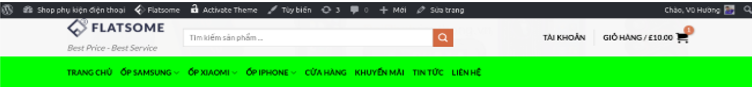 Shop phụ kiện điện thoại Flatsome Activate Theme Tùy biến 3 0 Mới Sửa trang Chào, Vũ Hường
FLATSOME
Best Price - Best Service
Tìm kiếm sản phẩm ...
TÀI KHOẢN GIỎ HÀNG / £10.00 1
TRANG CHỦ ỐP SAMSUNG ỐP XIAOMI ỐP IPHONE CỬA HÀNG KHUYẾN MÃI TIN TỨC LIÊN HỆ